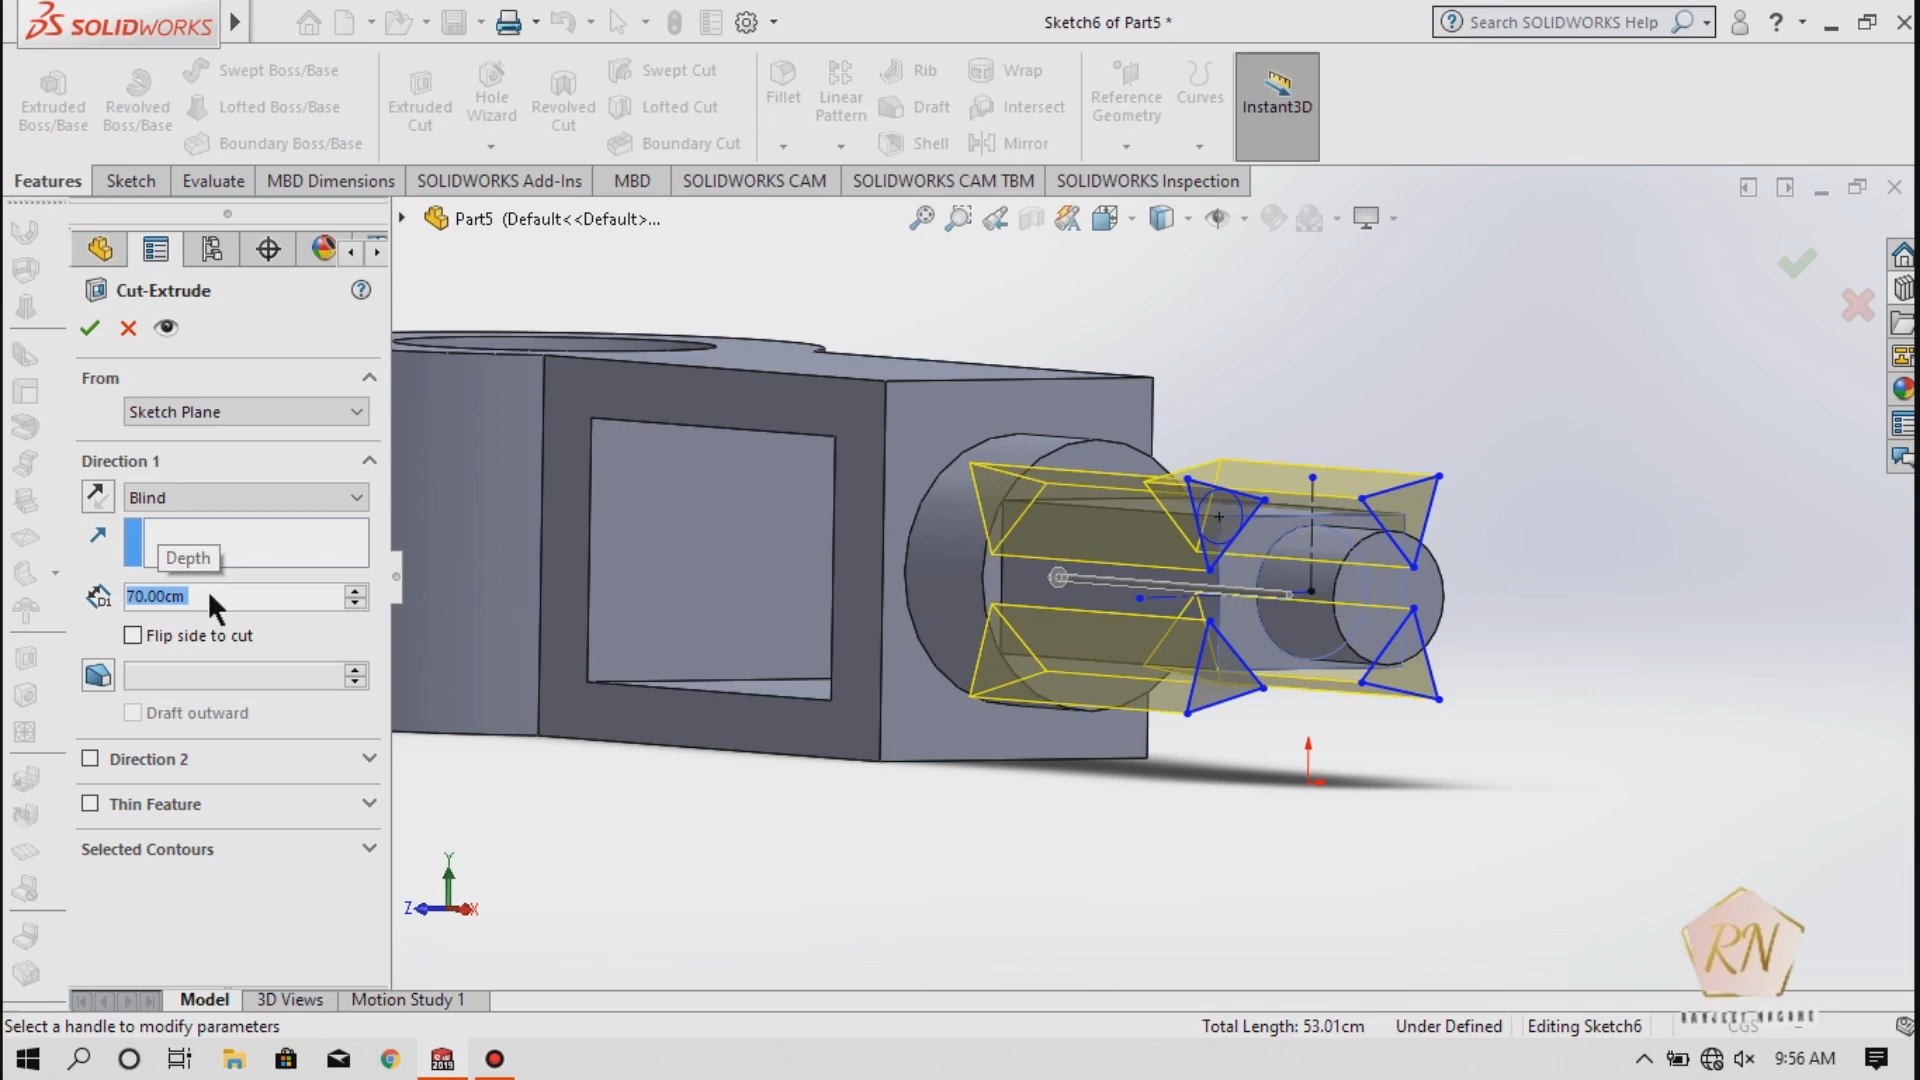 SOLIDWORKS
Sketch6 of Part5 *
Search SOLIDWORKS Help
Extruded Boss/Base
Revolved Boss/Base
Swept Boss/Base
Lofted Boss/Base
Boundary Boss/Base
Extruded Cut
Hole Wizard
Revolved Cut
Swept Cut
Lofted Cut
Boundary Cut
Fillet
Linear Pattern
Rib
Draft
Shell
Wrap
Intersect
Mirror
Reference Geometry
Curves
Instant3D
Features
Sketch
Evaluate
MBD Dimensions
SOLIDWORKS Add-Ins
MBD
SOLIDWORKS CAM
SOLIDWORKS CAM TBM
SOLIDWORKS Inspection
Part5 (Default<<Default>...
Cut-Extrude
From
Sketch Plane
Direction 1
Blind
Depth
70.00cm
Flip side to cut
Draft outward
Direction 2
Thin Feature
Selected Contours
Y
Z
X
RN
RANJEET NAGANE
Model
3D Views
Motion Study 1
Select a handle to modify parameters
Total Length: 53.01cm
Under Defined
Editing Sketch6
CGS
SW
2019
9:56 AM